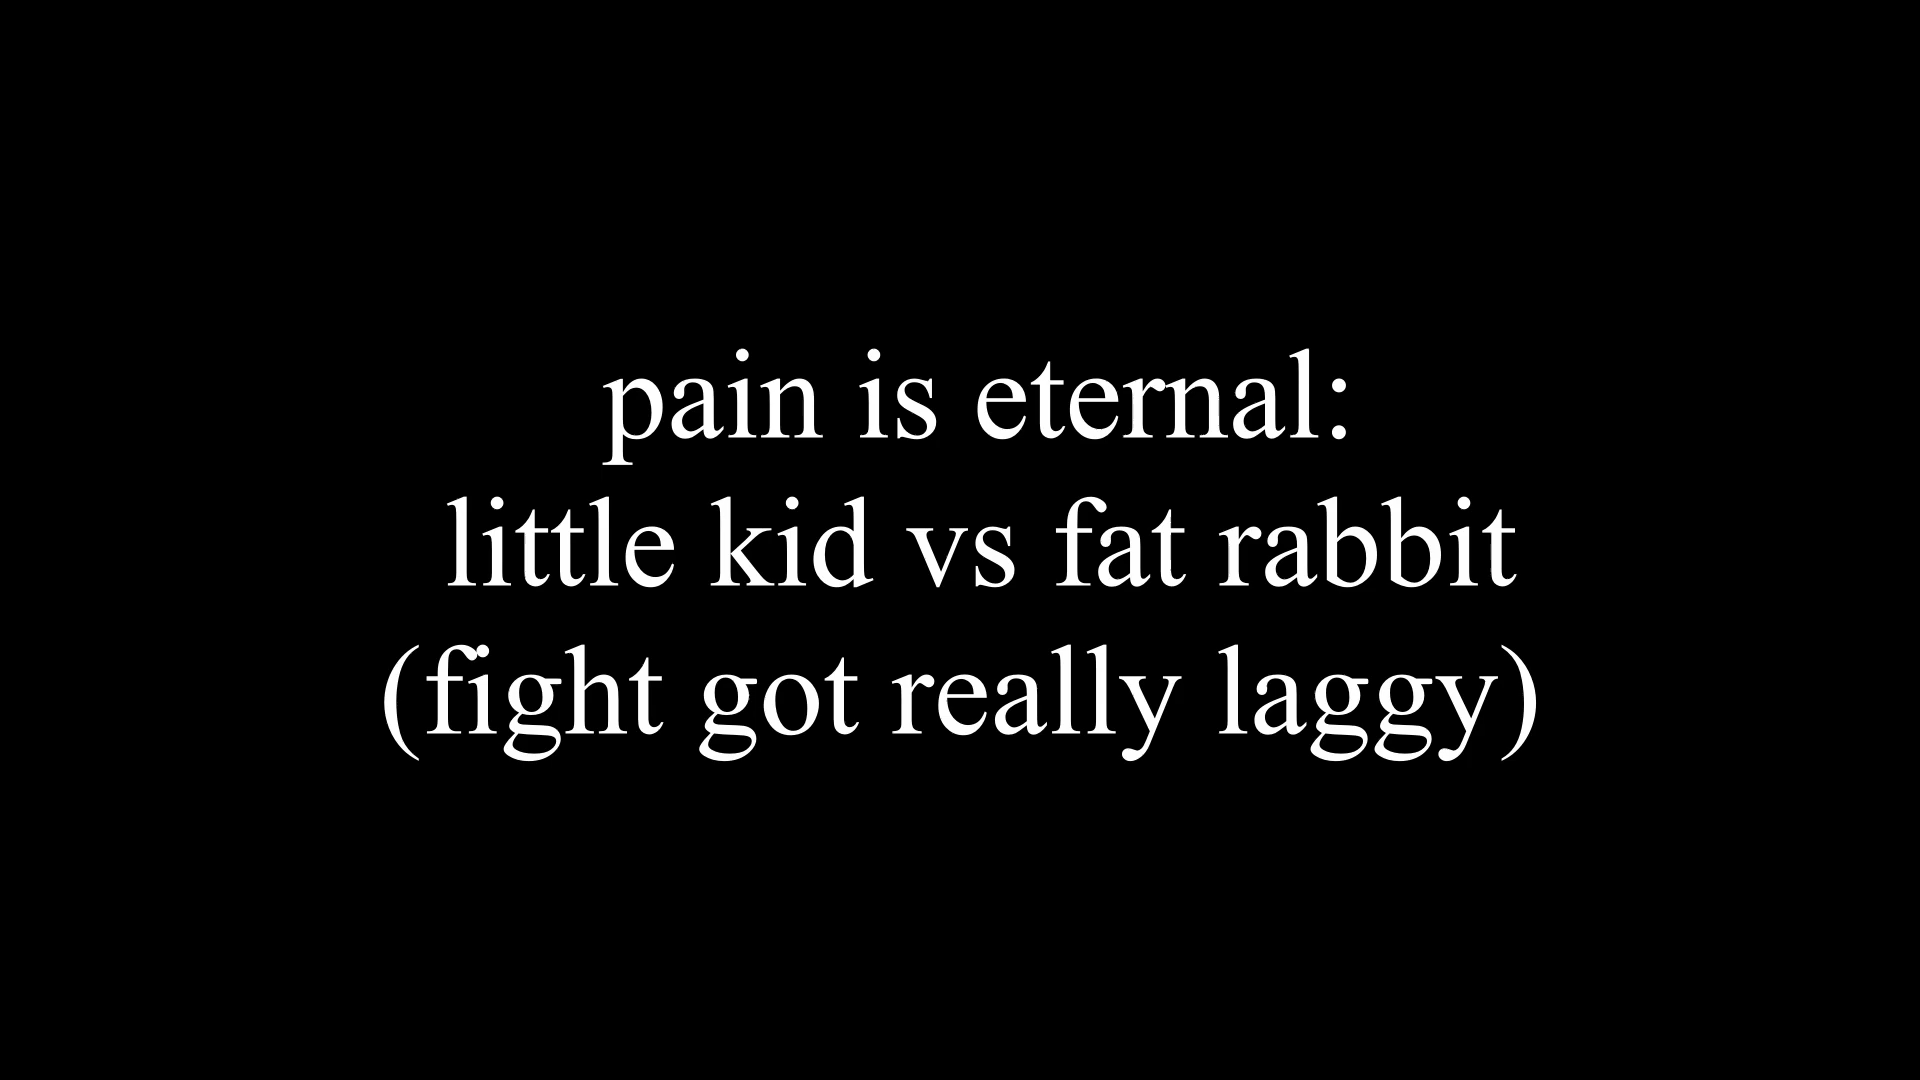 pain is eternal:
little kid vs fat rabbit
(fight got really laggy)